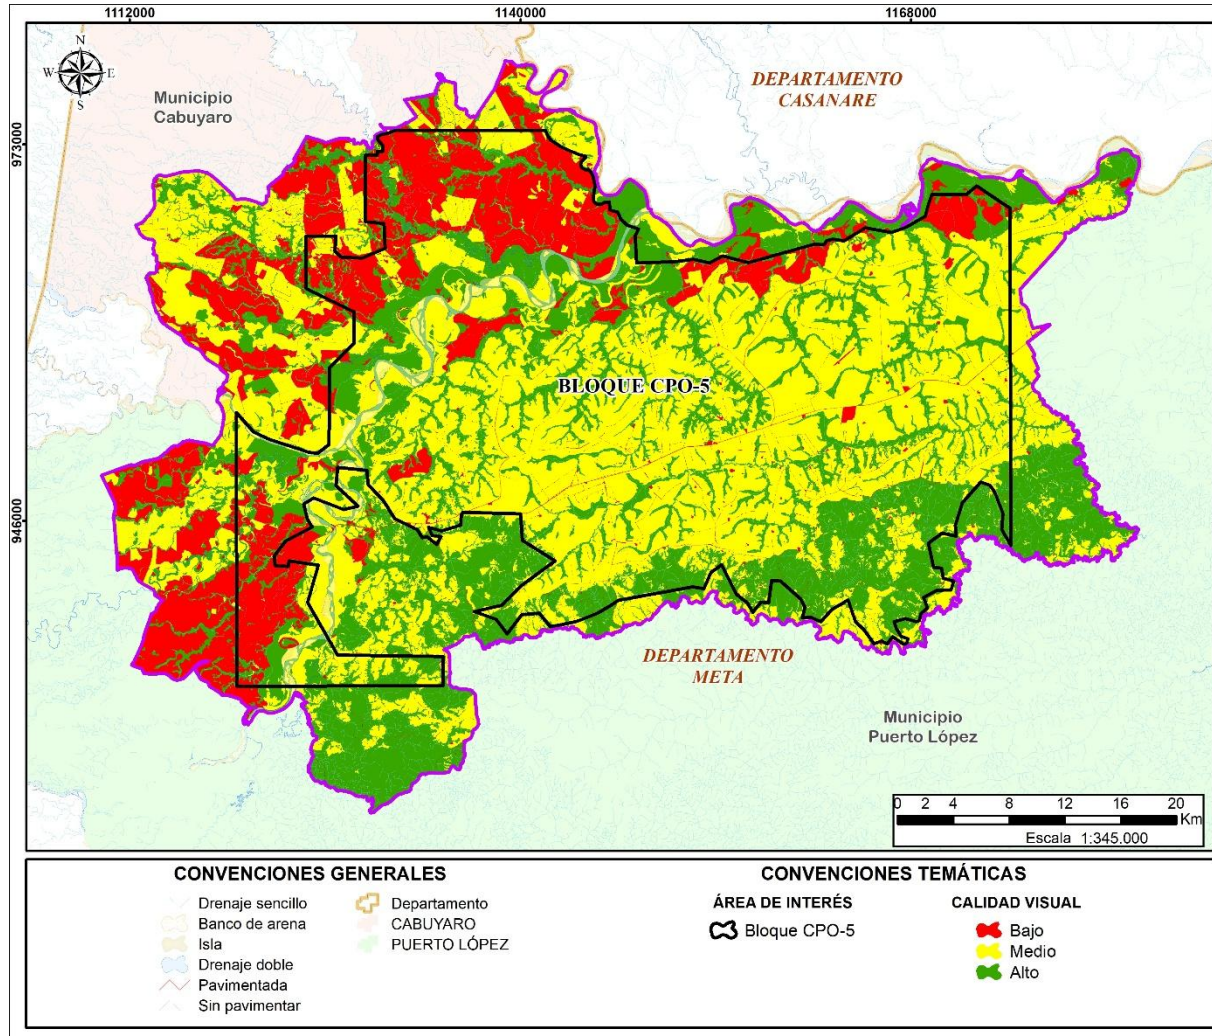 1112000
1140000
1168000
973000
946000
N
W
E
S
Municipio
Cabuyaro
DEPARTAMENTO
CASANARE
BLOQUE CPO-5
DEPARTAMENTO
META
Municipio
Puerto López
0 2 4 8 12 16 20
Km
Escala 1:345.000
CONVENCIONES GENERALES
Drenaje sencillo
Banco de arena
Isla
Drenaje doble
Pavimentada
Sin pavimentar
Departamento
CABUYARO
PUERTO LÓPEZ
CONVENCIONES TEMÁTICAS
ÁREA DE INTERÉS
Bloque CPO-5
CALIDAD VISUAL
Bajo
Medio
Alto